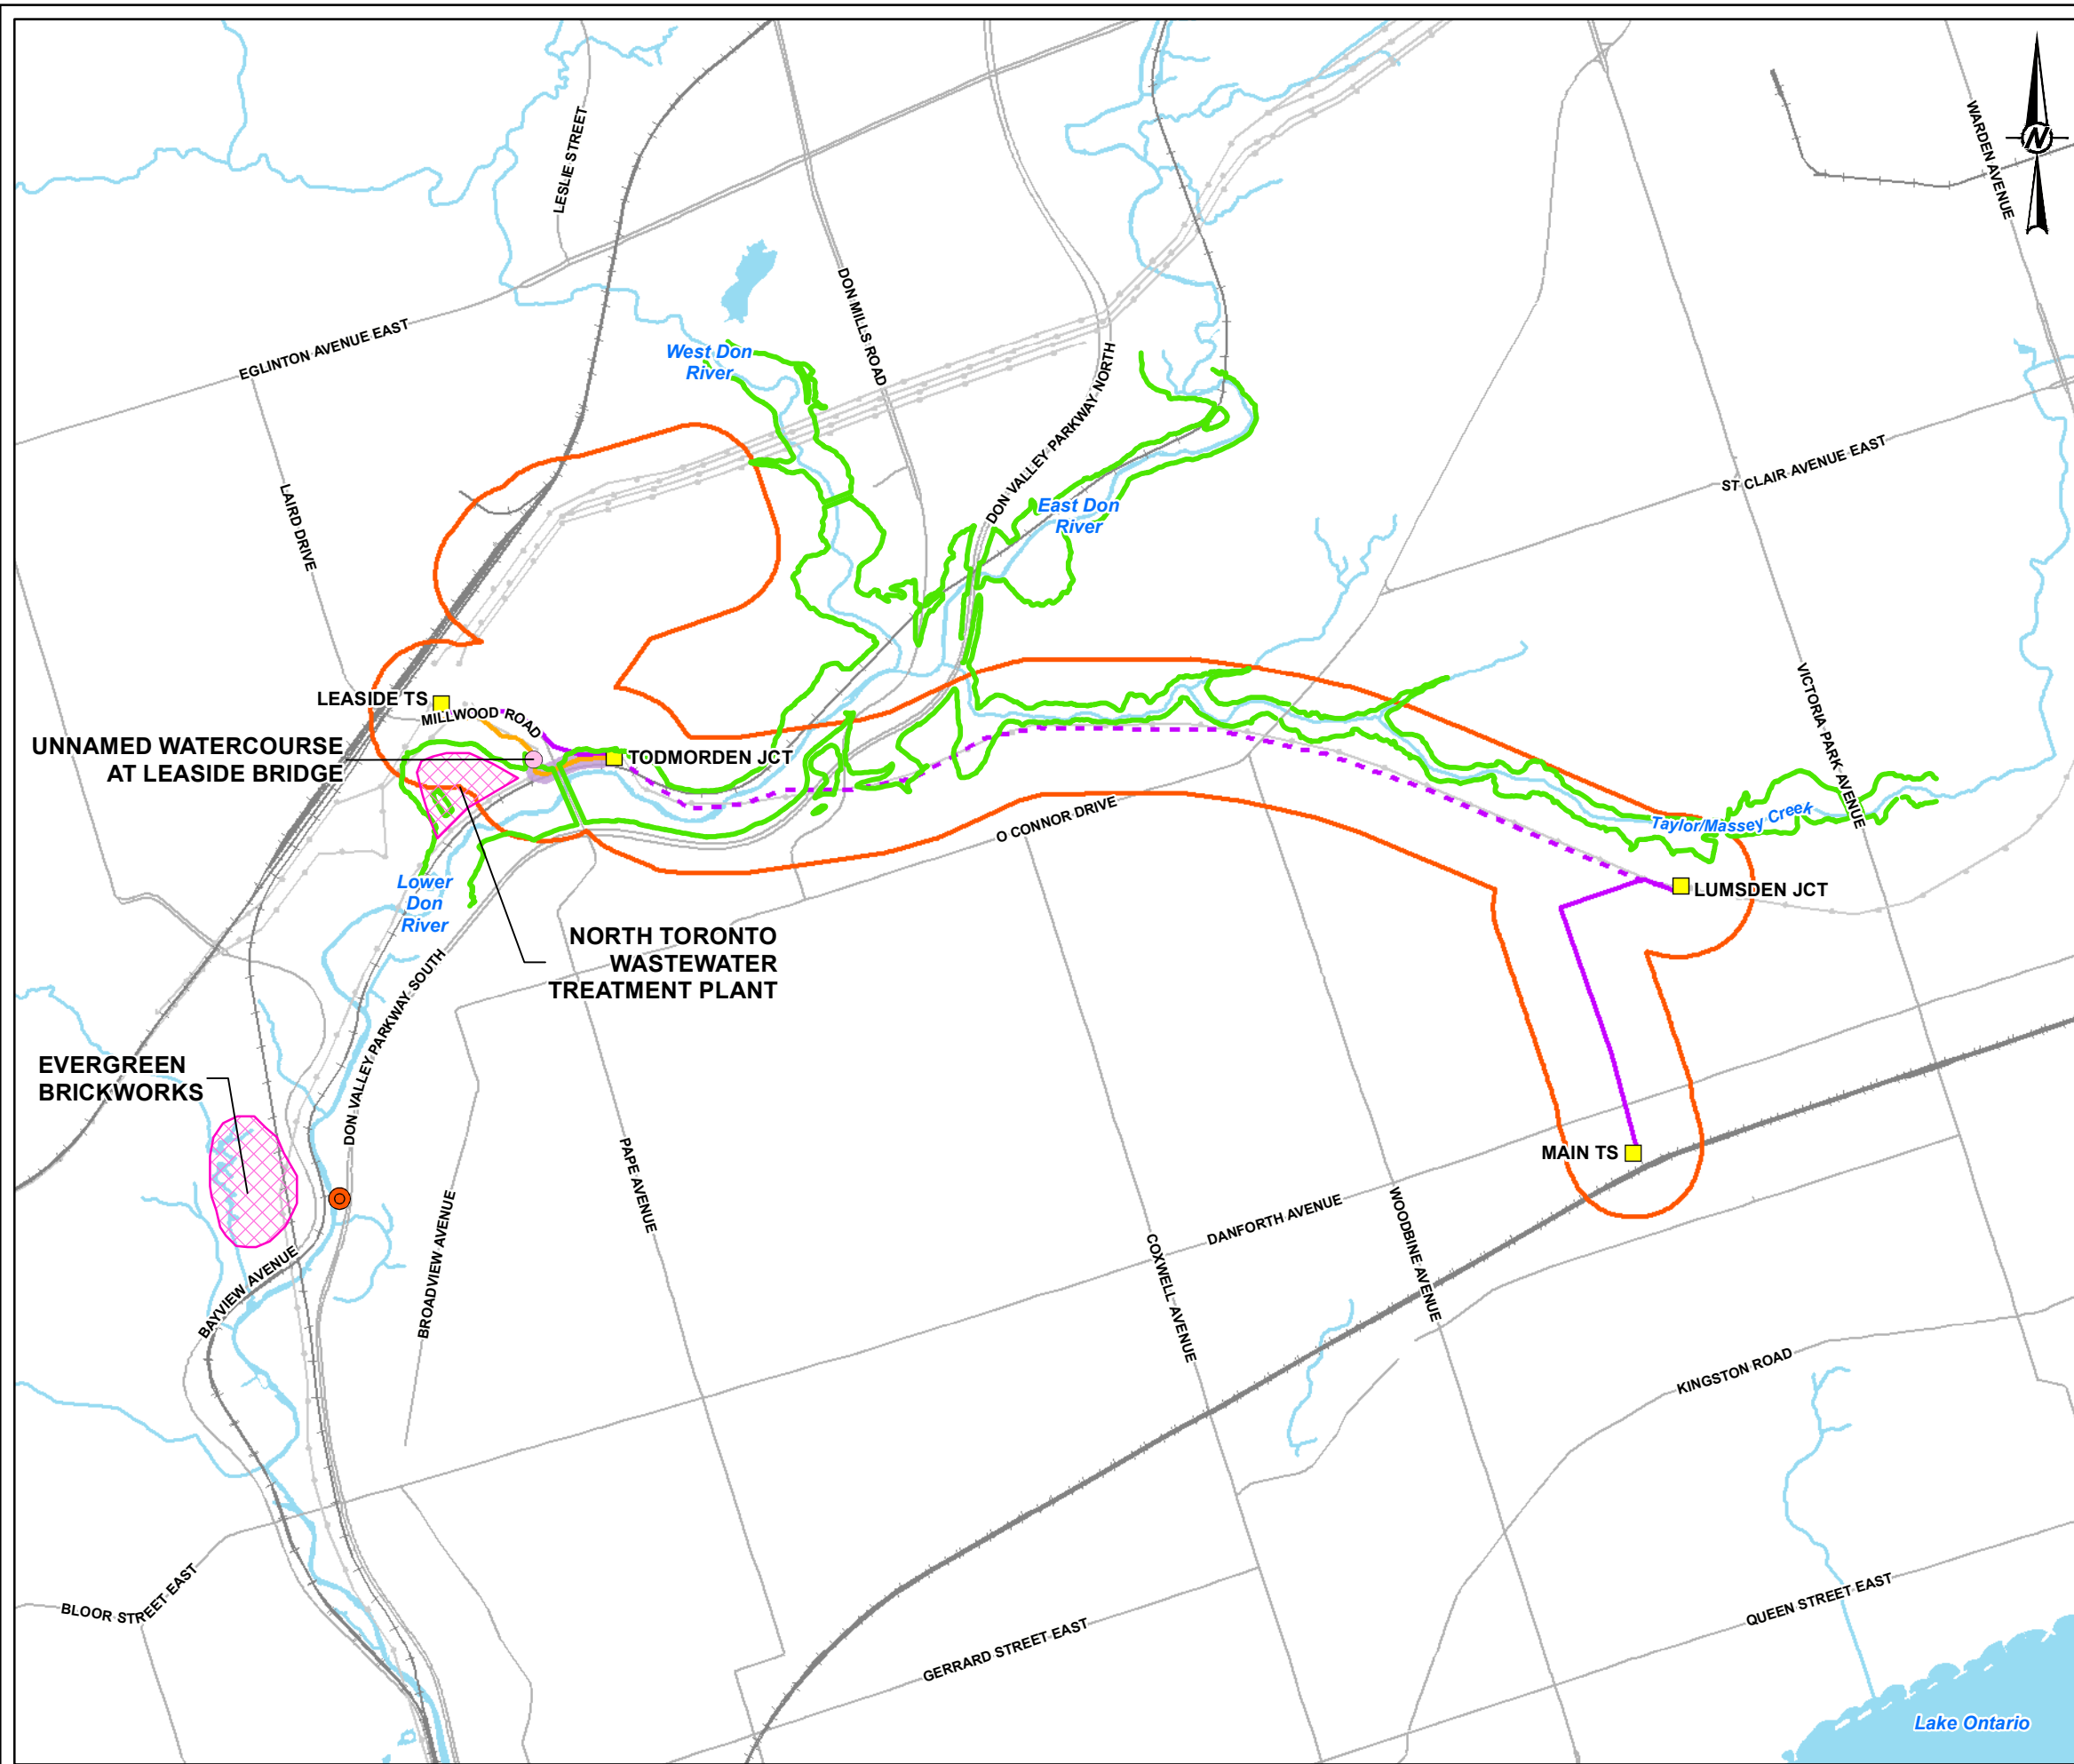 N
WARDEN AVENUE
LESLIE STREET
DON MILLS ROAD
EGLINTON AVENUE EAST
West Don
River
DON VALLEY PARKWAY NORTH
ST CLAIR AVENUE EAST
LAIRD DRIVE
East Don
River
VICTORIA PARK AVENUE
LEASIDE TS
MILLWOOD ROAD
UNNAMED WATERCOURSE
AT LEASIDE BRIDGE
TODMORDEN JCT
O CONNOR DRIVE
Taylor/Massey Creek
LUMSDEN JCT
Lower
Don
River
NORTH TORONTO
WASTEWATER
TREATMENT PLANT
DON VALLEY PARKWAY SOUTH
EVERGREEN
BRICKWORKS
MAIN TS
PAPE AVENUE
BROADVIEW AVENUE
DANFORTH AVENUE
WOODBINE AVENUE
COXWELL AVENUE
BAYVIEW AVENUE
KINGSTON ROAD
BLOOR STREET EAST
QUEEN STREET EAST
GERRARD STREET EAST
Lake Ontario